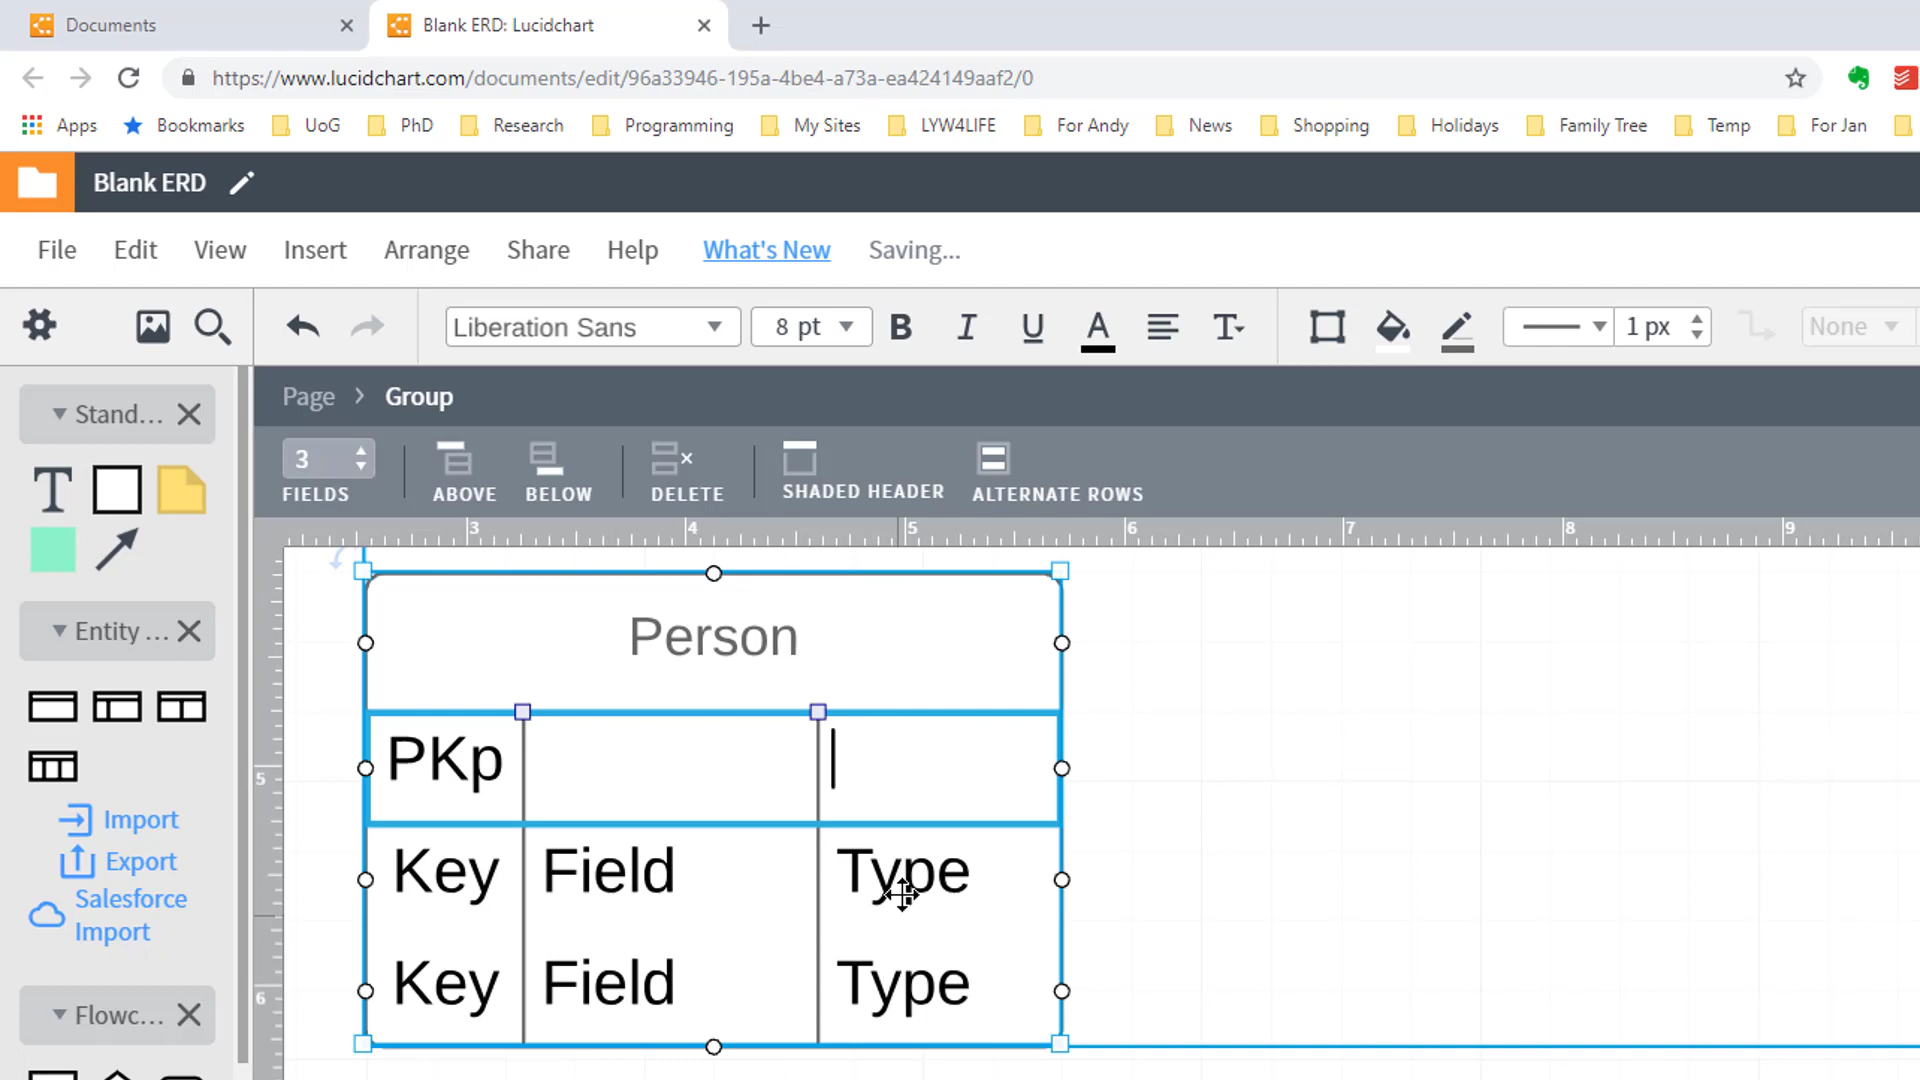 Documents
Blank ERD: Lucidchart
https://www.lucidchart.com/documents/edit/96a33946-195a-4be4-a73a-ea424149aaf2/0
Apps Bookmarks UoG PhD Research Programming My Sites LYW4LIFE For Andy News Shopping Holidays Family Tree Temp For Jan
Blank ERD
File Edit View Insert Arrange Share Help What's New Saving...
Liberation Sans 8 pt B I U A T 1 px None
Page > Group
3
FIELDS ABOVE BELOW DELETE SHADED HEADER ALTERNATE ROWS
3 4 5 6 7 8 9
Stand...
T
Entity ...
Import
Export
Salesforce
Import
Flowc...
5
6
Person
PKp
Key Field Type
Key Field Type